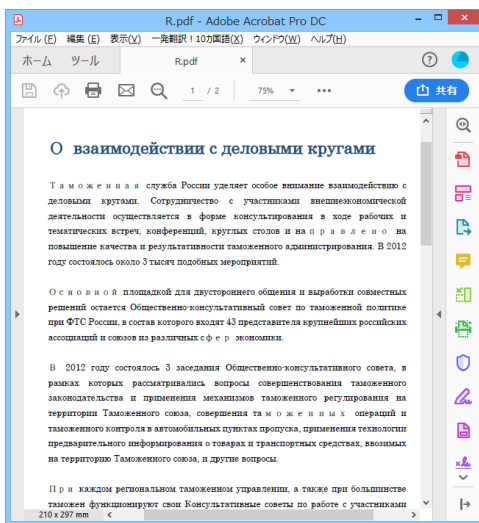 R.pdf - Adobe Acrobat Pro DC
ファイル (F) 編集 (E) 表示(V) 一発翻訳！10カ国語(X) ウィンドウ(W) ヘルプ(H)
ホーム ツール R.pdf ×
1 / 2 75% 共有
О взаимодействии с деловыми кругами
Таможенная служба России уделяет особое внимание взаимодействию с
деловыми кругами. Сотрудничество с участниками внешнеэкономической
деятельности осуществляется в форме консультирования в ходе рабочих и
тематических встреч, конференций, круглых столов и направлено на
повышение качества и результативности таможенного администрирования. В 2012
году состоялось около 3 тысяч подобных мероприятий.
Основной площадкой для двустороннего общения и выработки совместных
решений остается Общественно-консультативный совет по таможенной политике
при ФТС России, в состав которого входят 43 представителя крупнейших российских
ассоциаций и союзов из различных сфер экономики.
В 2012 году состоялось 3 заседания Общественно-консультативного совета, в
рамках которых рассматривались вопросы совершенствования таможенного
законодательства и применения механизмов таможенного регулирования на
территории Таможенного союза, совершения таможенных операций и
таможенного контроля в автомобильных пунктах пропуска, применения технологии
предварительного информирования о товарах и транспортных средствах, ввозимых
на территорию Таможенного союза, и другие вопросы.
При каждом региональном таможенном управлении, а также при большинстве
таможен функционируют свои Консультативные советы по работе с участниками
210 x 297 mm